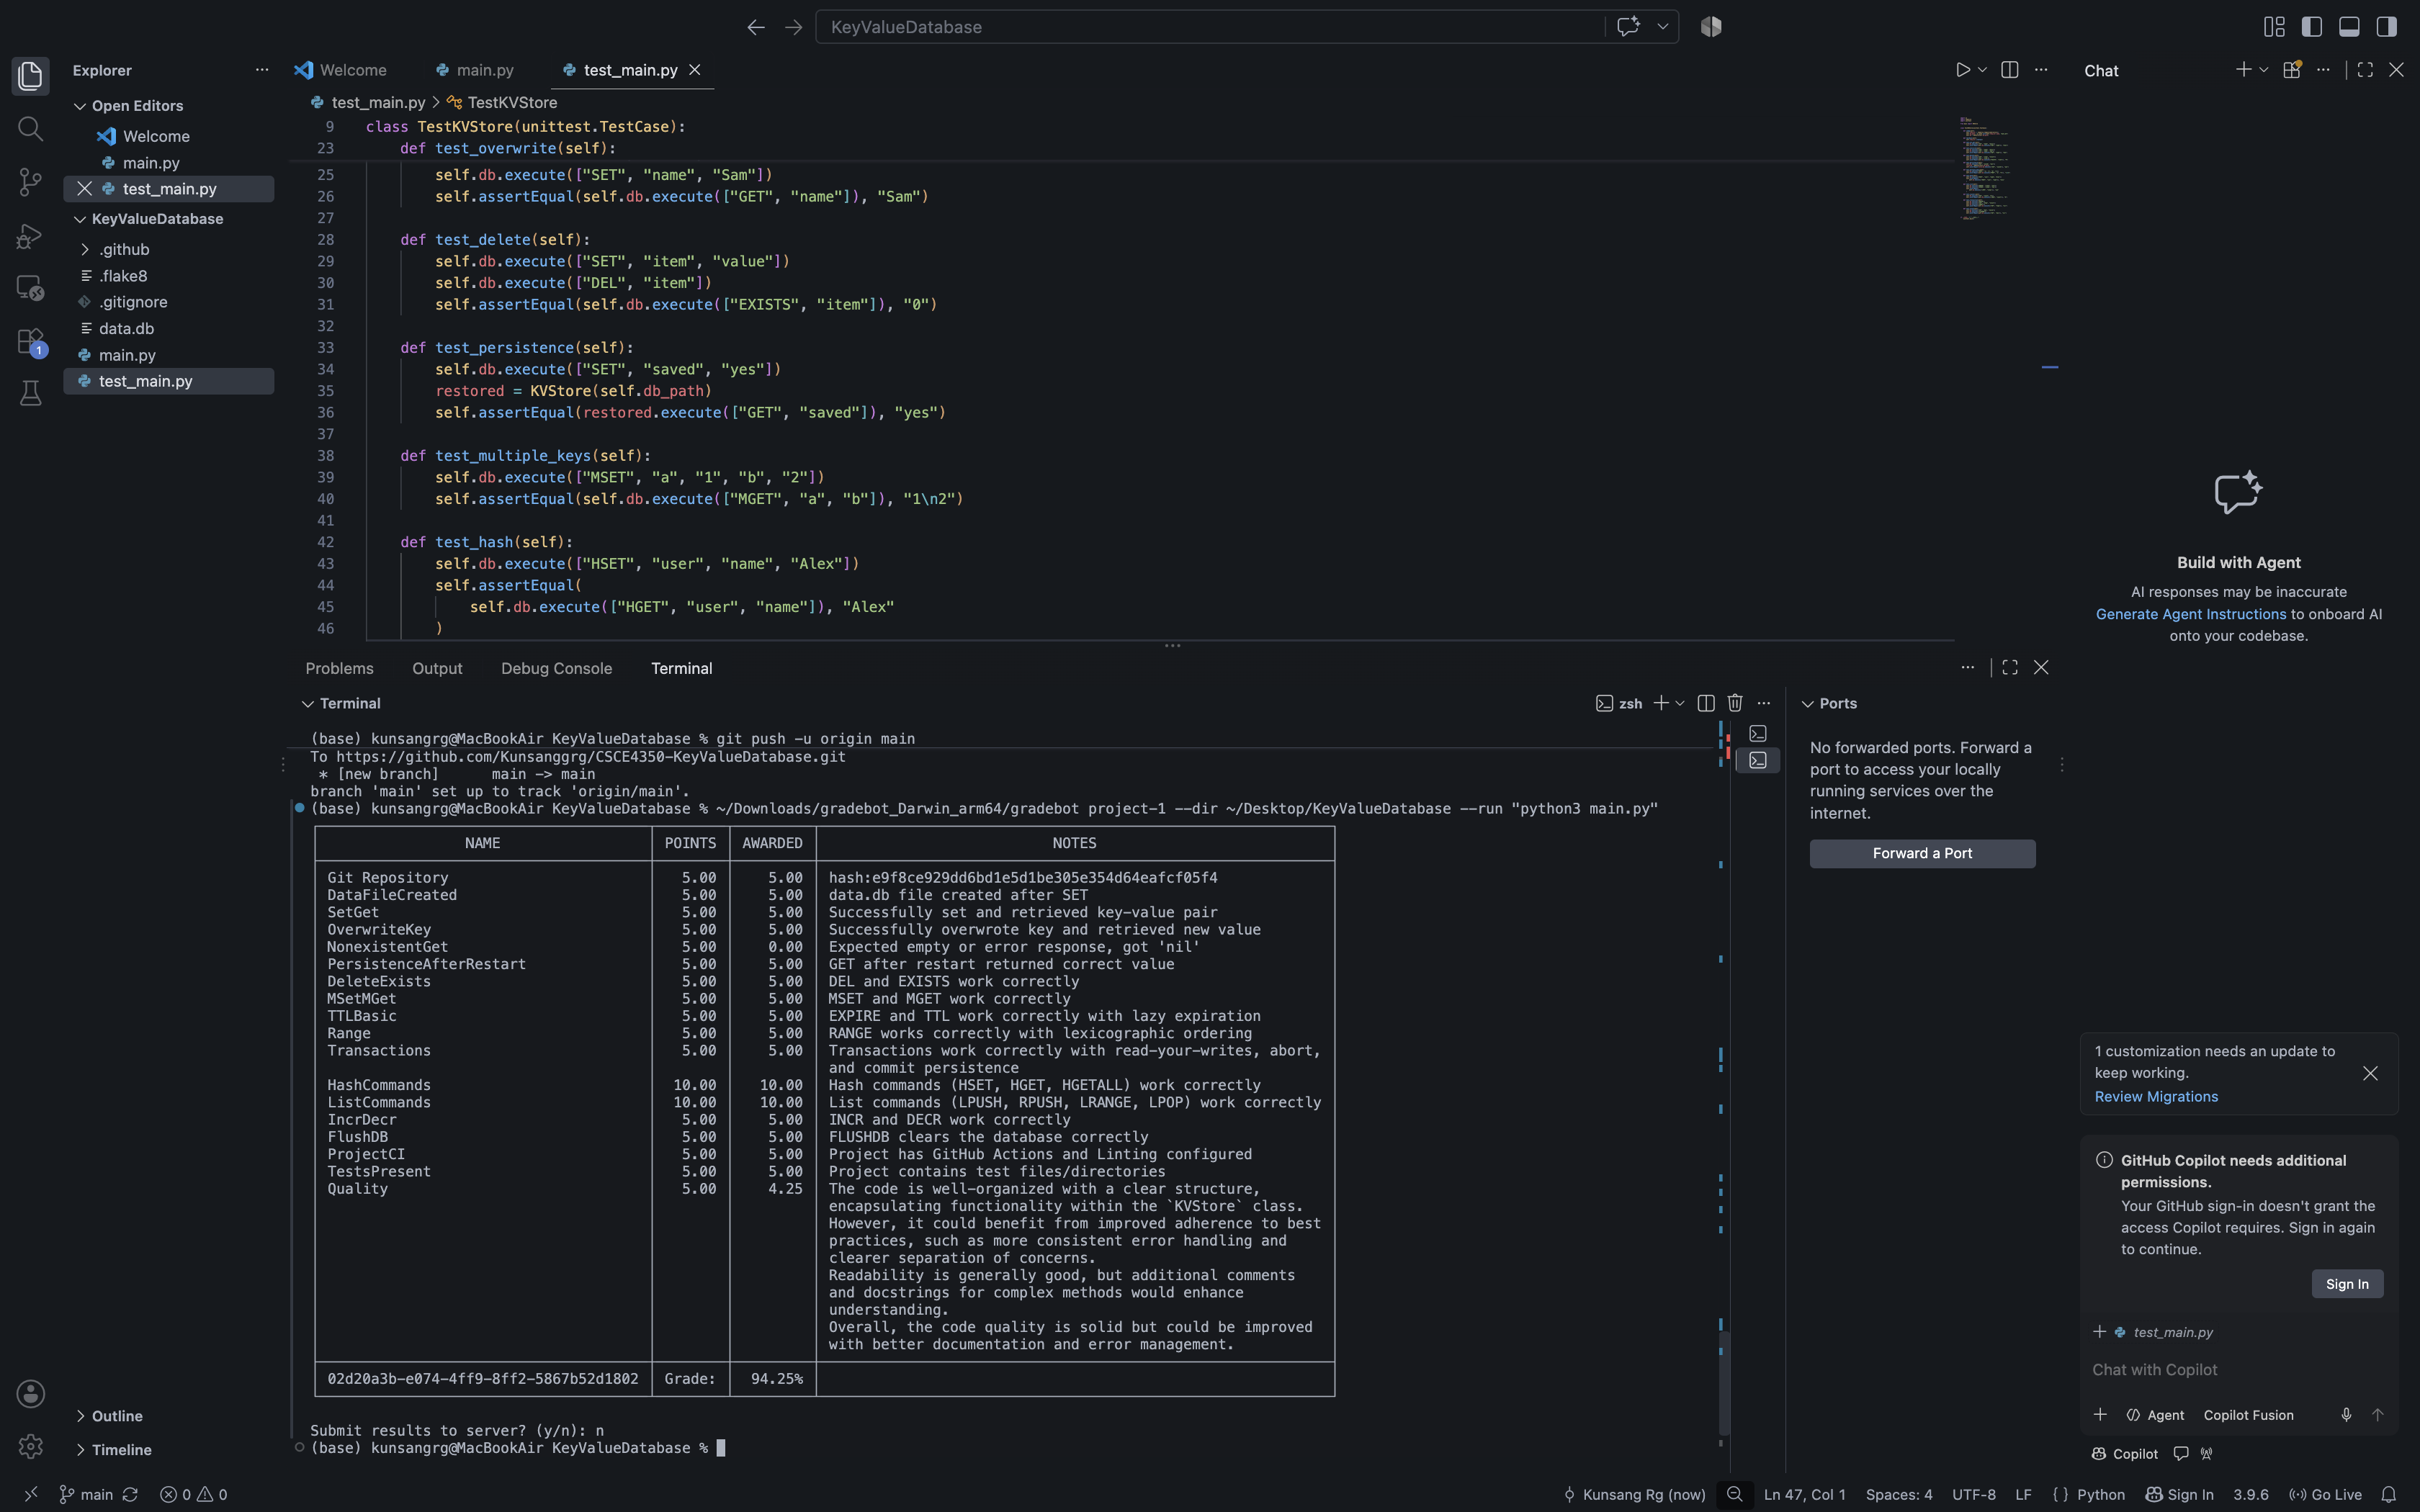 KeyValueDatabase
Explorer
Open Editors
Welcome
main.py
test_main.py
KeyValueDatabase
.github
.flake8
.gitignore
data.db
main.py
test_main.py
1
Outline
Timeline
Welcome
main.py
test_main.py
test_main.py > TestKVStore
9 class TestKVStore(unittest.TestCase):
23 def test_overwrite(self):
25 self.db.execute(["SET", "name", "Sam"])
26 self.assertEqual(self.db.execute(["GET", "name"]), "Sam")
27
28 def test_delete(self):
29 self.db.execute(["SET", "item", "value"])
30 self.db.execute(["DEL", "item"])
31 self.assertEqual(self.db.execute(["EXISTS", "item"]), "0")
32
33 def test_persistence(self):
34 self.db.execute(["SET", "saved", "yes"])
35 restored = KVStore(self.db_path)
36 self.assertEqual(restored.execute(["GET", "saved"]), "yes")
37
38 def test_multiple_keys(self):
39 self.db.execute(["MSET", "a", "1", "b", "2"])
40 self.assertEqual(self.db.execute(["MGET", "a", "b"]), "1\n2")
41
42 def test_hash(self):
43 self.db.execute(["HSET", "user", "name", "Alex"])
44 self.assertEqual(
45 self.db.execute(["HGET", "user", "name"]), "Alex"
46 )
Problems Output Debug Console Terminal
Terminal
zsh
(base) kunsangrg@MacBookAir KeyValueDatabase % git push -u origin main
To https://github.com/Kunsanggrg/CSCE4350-KeyValueDatabase.git
* [new branch] main -> main
branch 'main' set up to track 'origin/main'.
(base) kunsangrg@MacBookAir KeyValueDatabase % ~/Downloads/gradebot_Darwin_arm64/gradebot project-1 --dir ~/Desktop/KeyValueDatabase --run "python3 main.py"
NAME POINTS AWARDED NOTES
Git Repository 5.00 5.00 hash:e9f8ce929dd6bd1e5d1be305e354d64eafcf05f4
DataFileCreated 5.00 5.00 data.db file created after SET
SetGet 5.00 5.00 Successfully set and retrieved key-value pair
OverwriteKey 5.00 5.00 Successfully overwrote key and retrieved new value
NonexistentGet 5.00 0.00 Expected empty or error response, got 'nil'
PersistenceAfterRestart 5.00 5.00 GET after restart returned correct value
DeleteExists 5.00 5.00 DEL and EXISTS work correctly
MSetMGet 5.00 5.00 MSET and MGET work correctly
TTLBasic 5.00 5.00 EXPIRE and TTL work correctly with lazy expiration
Range 5.00 5.00 RANGE works correctly with lexicographic ordering
Transactions 5.00 5.00 Transactions work correctly with read-your-writes, abort,
and commit persistence
HashCommands 10.00 10.00 Hash commands (HSET, HGET, HGETALL) work correctly
ListCommands 10.00 10.00 List commands (LPUSH, RPUSH, LRANGE, LPOP) work correctly
IncrDecr 5.00 5.00 INCR and DECR work correctly
FlushDB 5.00 5.00 FLUSHDB clears the database correctly
ProjectCI 5.00 5.00 Project has GitHub Actions and Linting configured
TestsPresent 5.00 5.00 Project contains test files/directories
Quality 5.00 4.25 The code is well-organized with a clear structure,
encapsulating functionality within the `KVStore` class.
However, it could benefit from improved adherence to best
practices, such as more consistent error handling and
clearer separation of concerns.
Readability is generally good, but additional comments
and docstrings for complex methods would enhance
understanding.
Overall, the code quality is solid but could be improved
with better documentation and error management.
02d20a3b-e074-4ff9-8ff2-5867b52d1802 Grade: 94.25%
Submit results to server? (y/n): n
(base) kunsangrg@MacBookAir KeyValueDatabase %
Ports
No forwarded ports. Forward a
port to access your locally
running services over the
internet.
Forward a Port
Chat
Build with Agent
AI responses may be inaccurate
Generate Agent Instructions to onboard AI
onto your codebase.
1 customization needs an update to
keep working.
Review Migrations
GitHub Copilot needs additional
permissions.
Your GitHub sign-in doesn't grant the
access Copilot requires. Sign in again
to continue.
Sign In
test_main.py
Chat with Copilot
Agent Copilot Fusion
Copilot
main 0 0 Kunsang Rg (now) Ln 47, Col 1 Spaces: 4 UTF-8 LF Python Sign In 3.9.6 Go Live